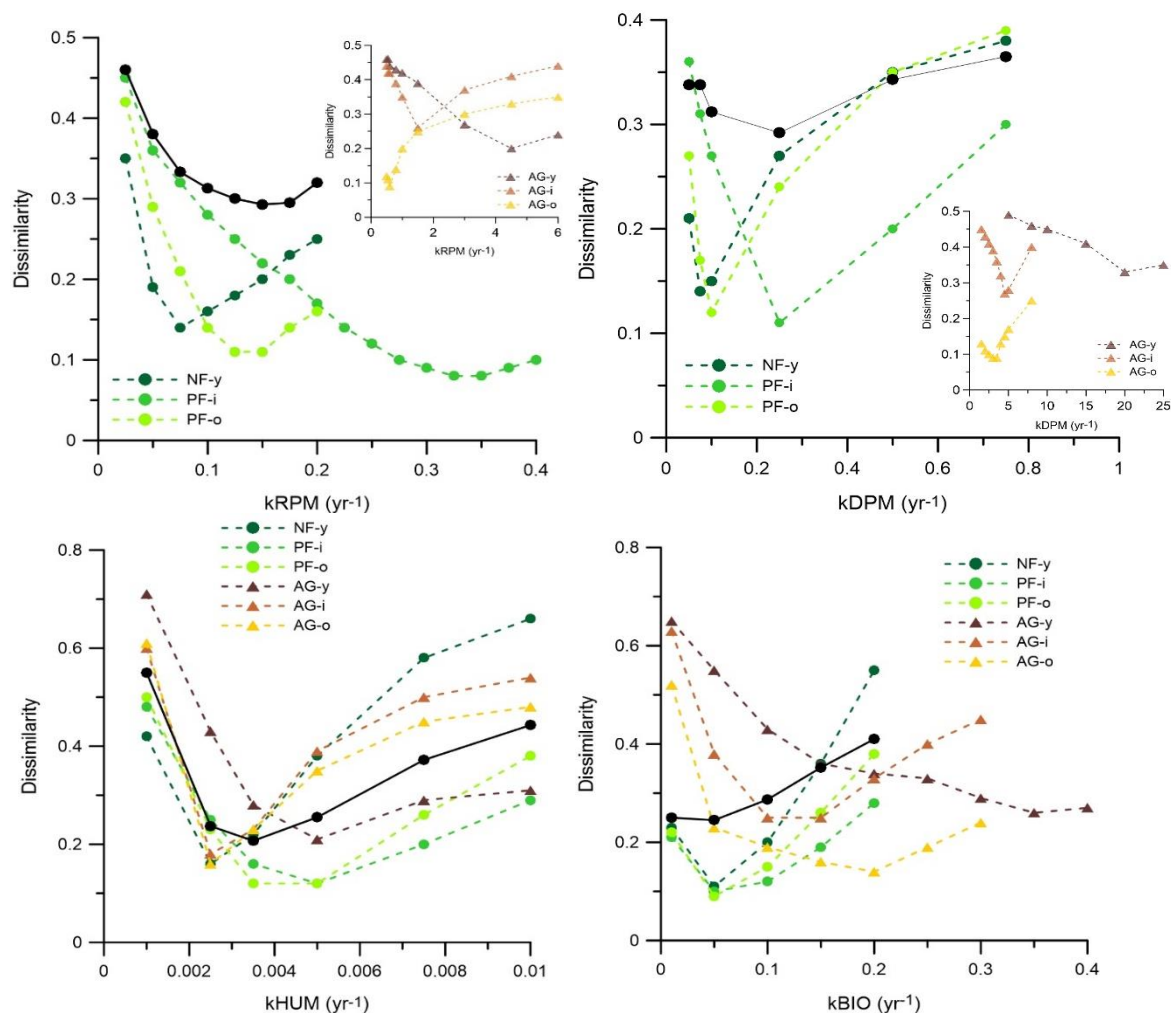 0.5
0.4
0.3
0.2
0.1
0
Dissimilarity
0
0.1
0.2
0.3
0.4
kRPM (yr-1)
NF-y
PF-i
PF-o
0.5
0.4
0.3
0.2
0.1
0
Dissimilarity
0
2
4
6
kRPM (yr-1)
AG-y
AG-i
AG-o
0.4
0.3
0.2
0.1
0
Dissimilarity
0
0.2
0.4
0.6
0.8
1
kDPM (yr-1)
NF-y
PF-i
PF-o
0.5
0.4
0.3
0.2
0.1
0
Dissimilarity
0
5
10
15
20
25
kDPM (yr-1)
AG-y
AG-i
AG-o
NF-y
PF-i
PF-o
AG-y
AG-i
AG-o
0.8
0.6
0.4
0.2
0
Dissimilarity
0
0.002
0.004
0.006
0.008
0.01
kHUM (yr-1)
NF-y
PF-i
PF-o
AG-y
AG-i
AG-o
0.8
0.6
0.4
0.2
0
Dissimilarity
0
0.1
0.2
0.3
0.4
kBIO (yr-1)